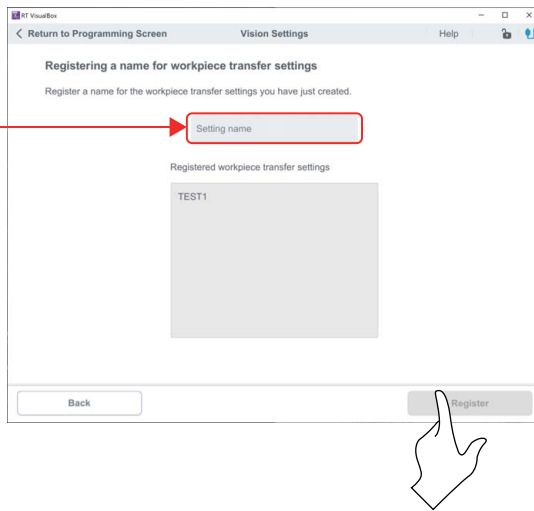 RT VisualBox
Return to Programming Screen
Vision Settings
Help
Registering a name for workpiece transfer settings
Register a name for the workpiece transfer settings you have just created.
Setting name
Registered workpiece transfer settings
TEST1
Back
Register